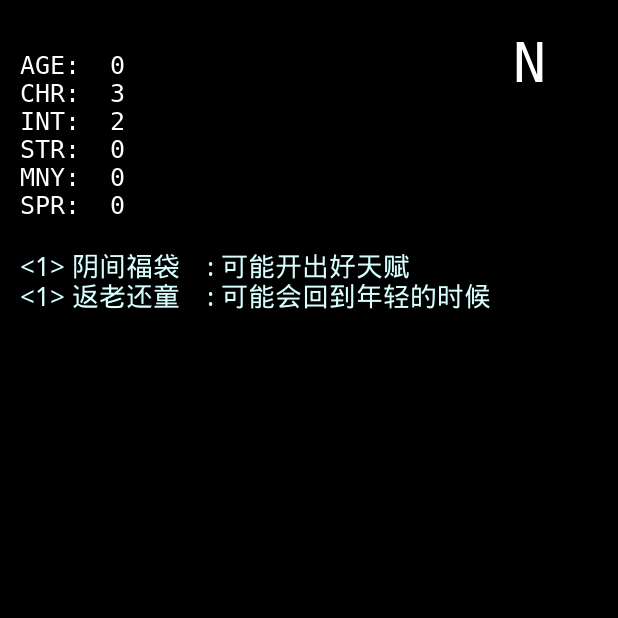 N
AGE: 0
CHR: 3
INT: 2
STR: 0
MNY: 0
SPR: 0
<1> 阴间福袋 : 可能开出好天赋
<1> 返老还童 : 可能会回到年轻的时候